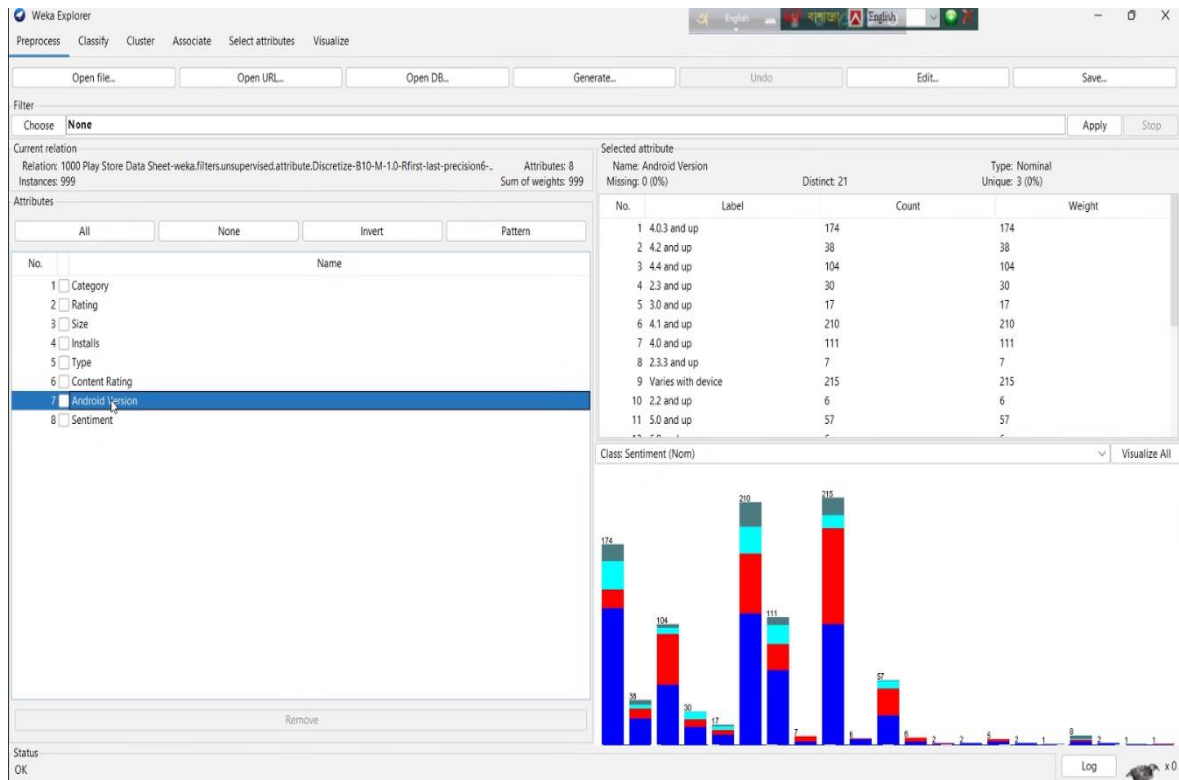 Weka Explorer
English
English
Preprocess Classify Cluster Associate Select attributes Visualize
Open file... Open URL... Open DB... Generate... Undo Edit... Save...
Filter
Choose None Apply Stop
Current relation
Relation: 1000 Play Store Data Sheet-weka.filters.unsupervised.attribute.Discretize-B10-M-1.0-Rfirst-last-precision6-.. Attributes: 8
Instances: 999 Sum of weights: 999
Attributes
All None Invert Pattern
No. Name
1 Category
2 Rating
3 Size
4 Installs
5 Type
6 Content Rating
7 Android Version
8 Sentiment
Remove
Selected attribute
Name: Android Version Type: Nominal
Missing: 0 (0%) Distinct: 21 Unique: 3 (0%)
No. Label Count Weight
1 4.0.3 and up 174 174
2 4.2 and up 38 38
3 4.4 and up 104 104
4 2.3 and up 30 30
5 3.0 and up 17 17
6 4.1 and up 210 210
7 4.0 and up 111 111
8 2.3.3 and up 7 7
9 Varies with device 215 215
10 2.2 and up 6 6
11 5.0 and up 57 57
Class: Sentiment (Nom) Visualize All
174 38 104 30 17 210 111 7 215 6 57 6 2 2 5 2 1 8 2 1 1
Status
OK Log x 0